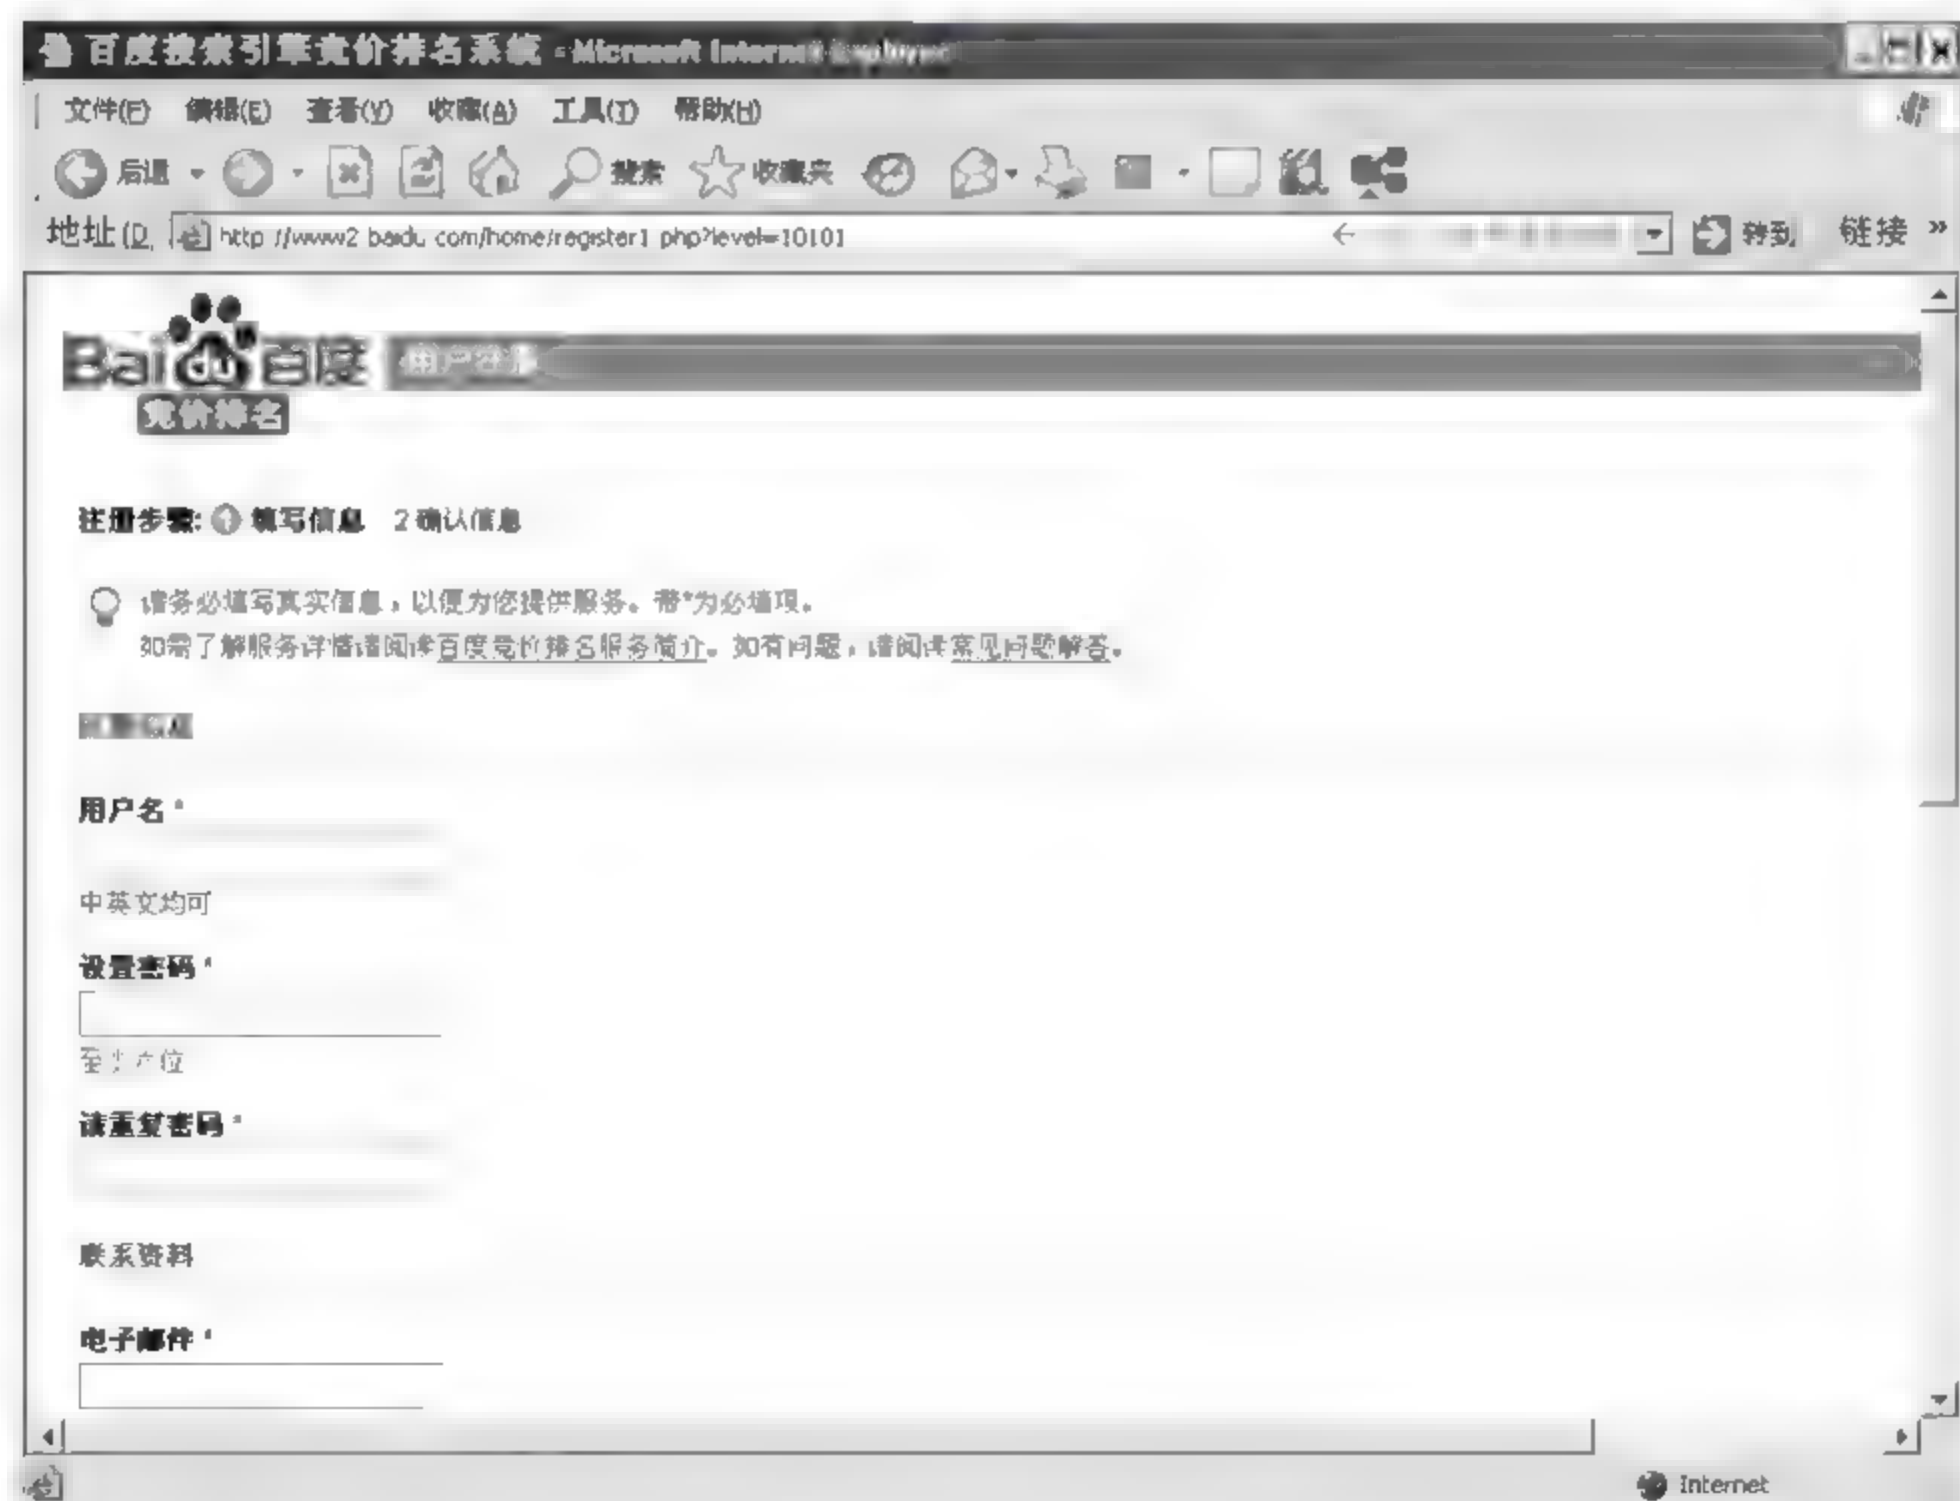 百度搜索引擎竞价排名系统 - Microsoft Internet Explorer
文件(F) 编辑(E) 查看(V) 收藏(A) 工具(T) 帮助(H)
后退 搜索 收藏夹
地址(D) http //www2 baidu com/home/register1 php?level=10101 转到 链接 »
Bai du 百度
竞价排名
注册步骤: 1 填写信息 2 确认信息
请务必填写真实信息，以便为您提供服务。带*为必填项。
如需了解服务详情请阅读百度竞价排名服务简介。如有问题，请阅读常见问题解答。
用户名 *
中英文均可
设置密码 *
请重复密码 *
联系资料
电子邮件 *
Internet